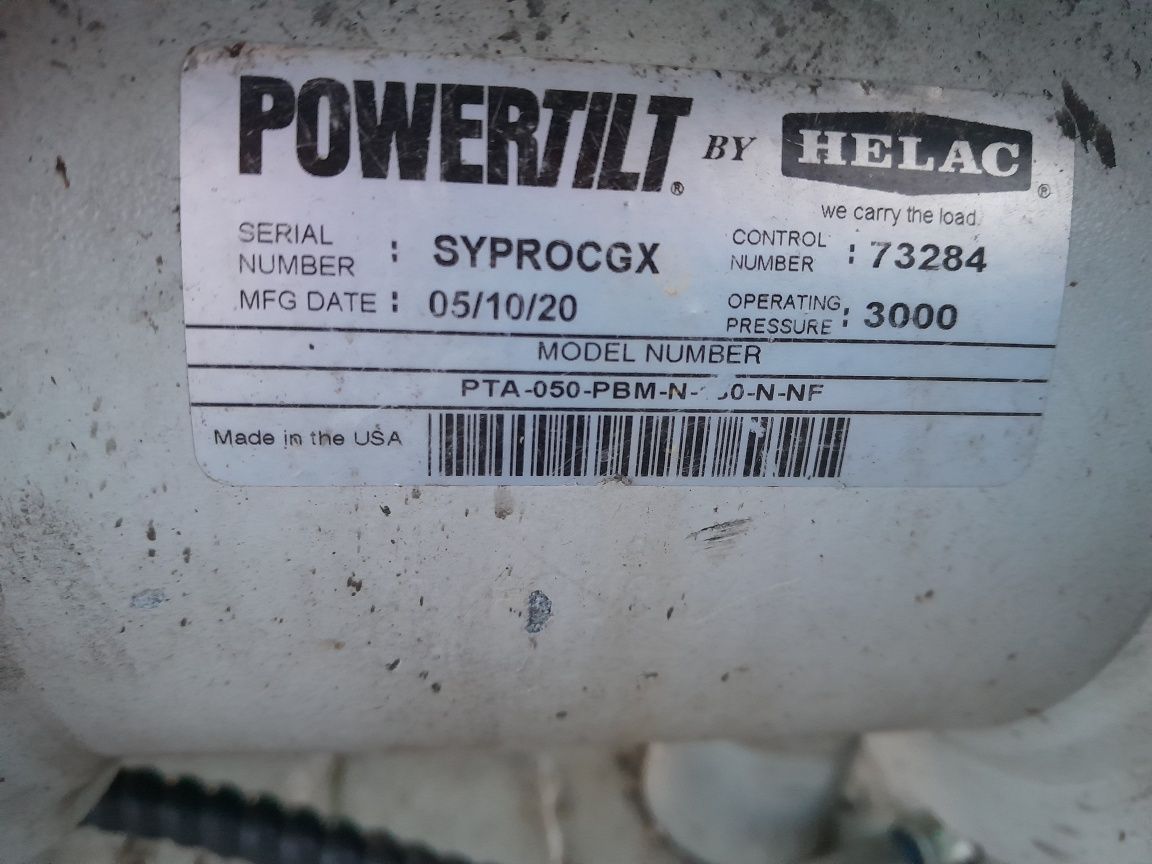 POWERTILT® BY HELAC®
we carry the load.
SERIAL NUMBER : SYPROCGX
CONTROL NUMBER : 73284
MFG DATE : 05/10/20
OPERATING PRESSURE : 3000
MODEL NUMBER
Made in the USA